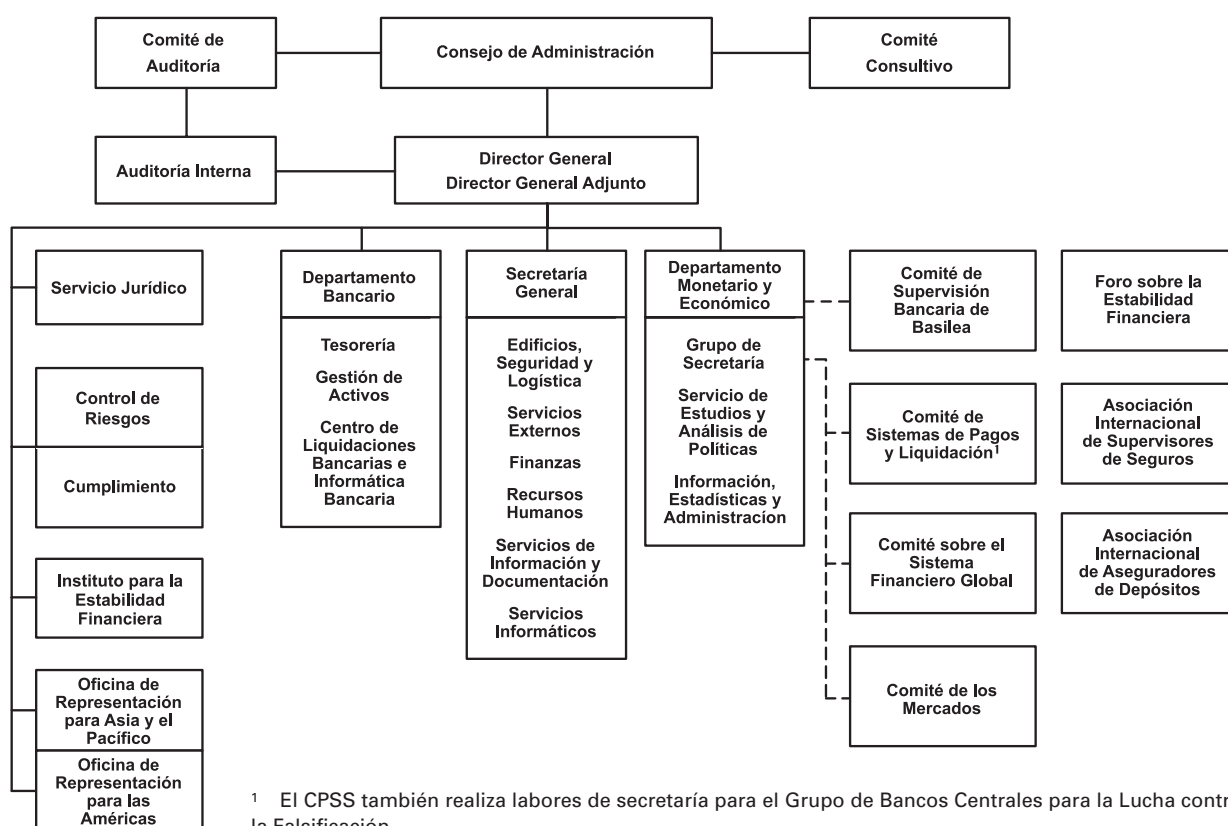 Comité de
Auditoría
Consejo de Administración
Comité
Consultivo
Auditoría Interna
Director General
Director General Adjunto
Servicio Jurídico
Control de
Riesgos
Cumplimiento
Instituto para la
Estabilidad
Financiera
Oficina de
Representación
para Asia y el
Pacífico
Oficina de
Representación
para las
Américas
Departamento
Bancario
Tesorería
Gestión de
Activos
Centro de
Liquidaciones
Bancarias e
Informática
Bancaria
Secretaría
General
Edificios,
Seguridad y
Logística
Servicios
Externos
Finanzas
Recursos
Humanos
Servicios de
Información y
Documentación
Servicios
Informáticos
Departamento
Monetario y
Económico
Grupo de
Secretaría
Servicio de
Estudios y
Análisis de
Políticas
Información,
Estadísticas y
Administracíon
Comité de
Supervisión
Bancaria de
Basilea
Comité de
Sistemas de Pagos
y Liquidación¹
Comité sobre el
Sistema
Financiero Global
Comité de los
Mercados
Foro sobre la
Estabilidad
Financiera
Asociación
Internacional
de Supervisores
de Seguros
Asociación
Internacional
de Aseguradores
de Depósitos
¹ El CPSS también realiza labores de secretaría para el Grupo de Bancos Centrales para la Lucha cont
la Falsificación